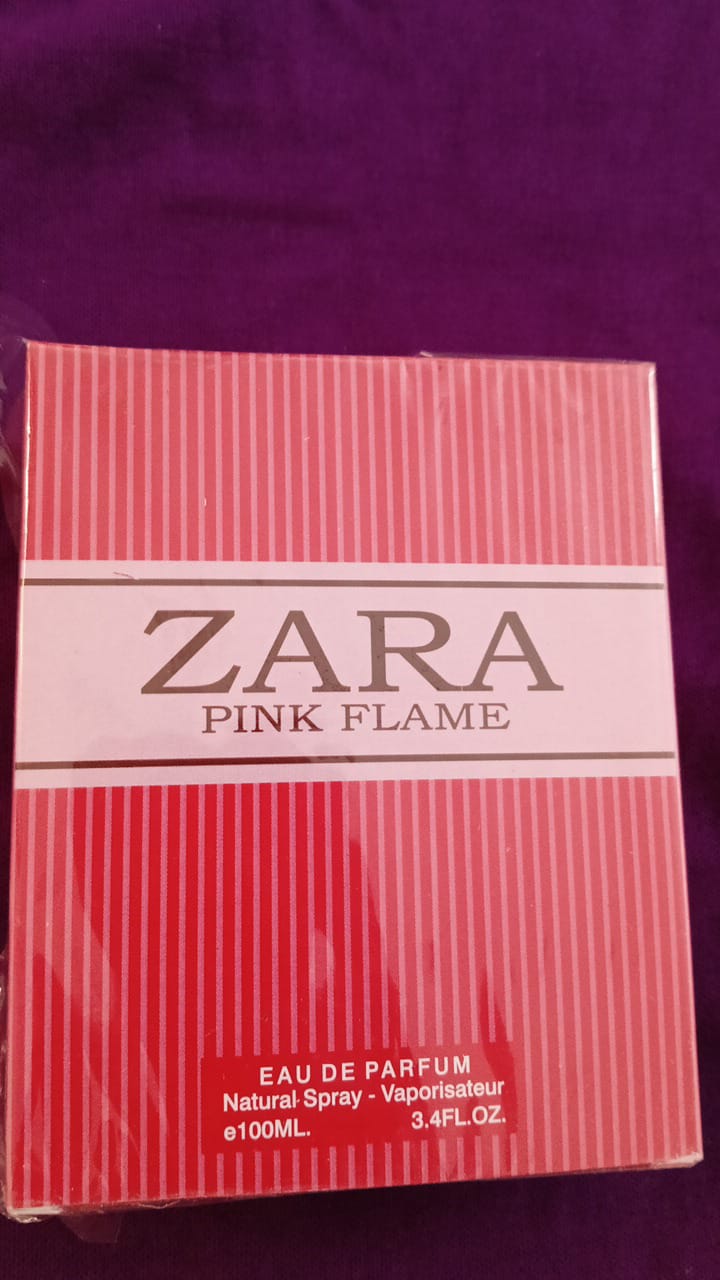 ZARA
PINK FLAME
EAU DE PARFUM
Natural Spray - Vaporisateur
e100ML. 3.4FL.OZ.